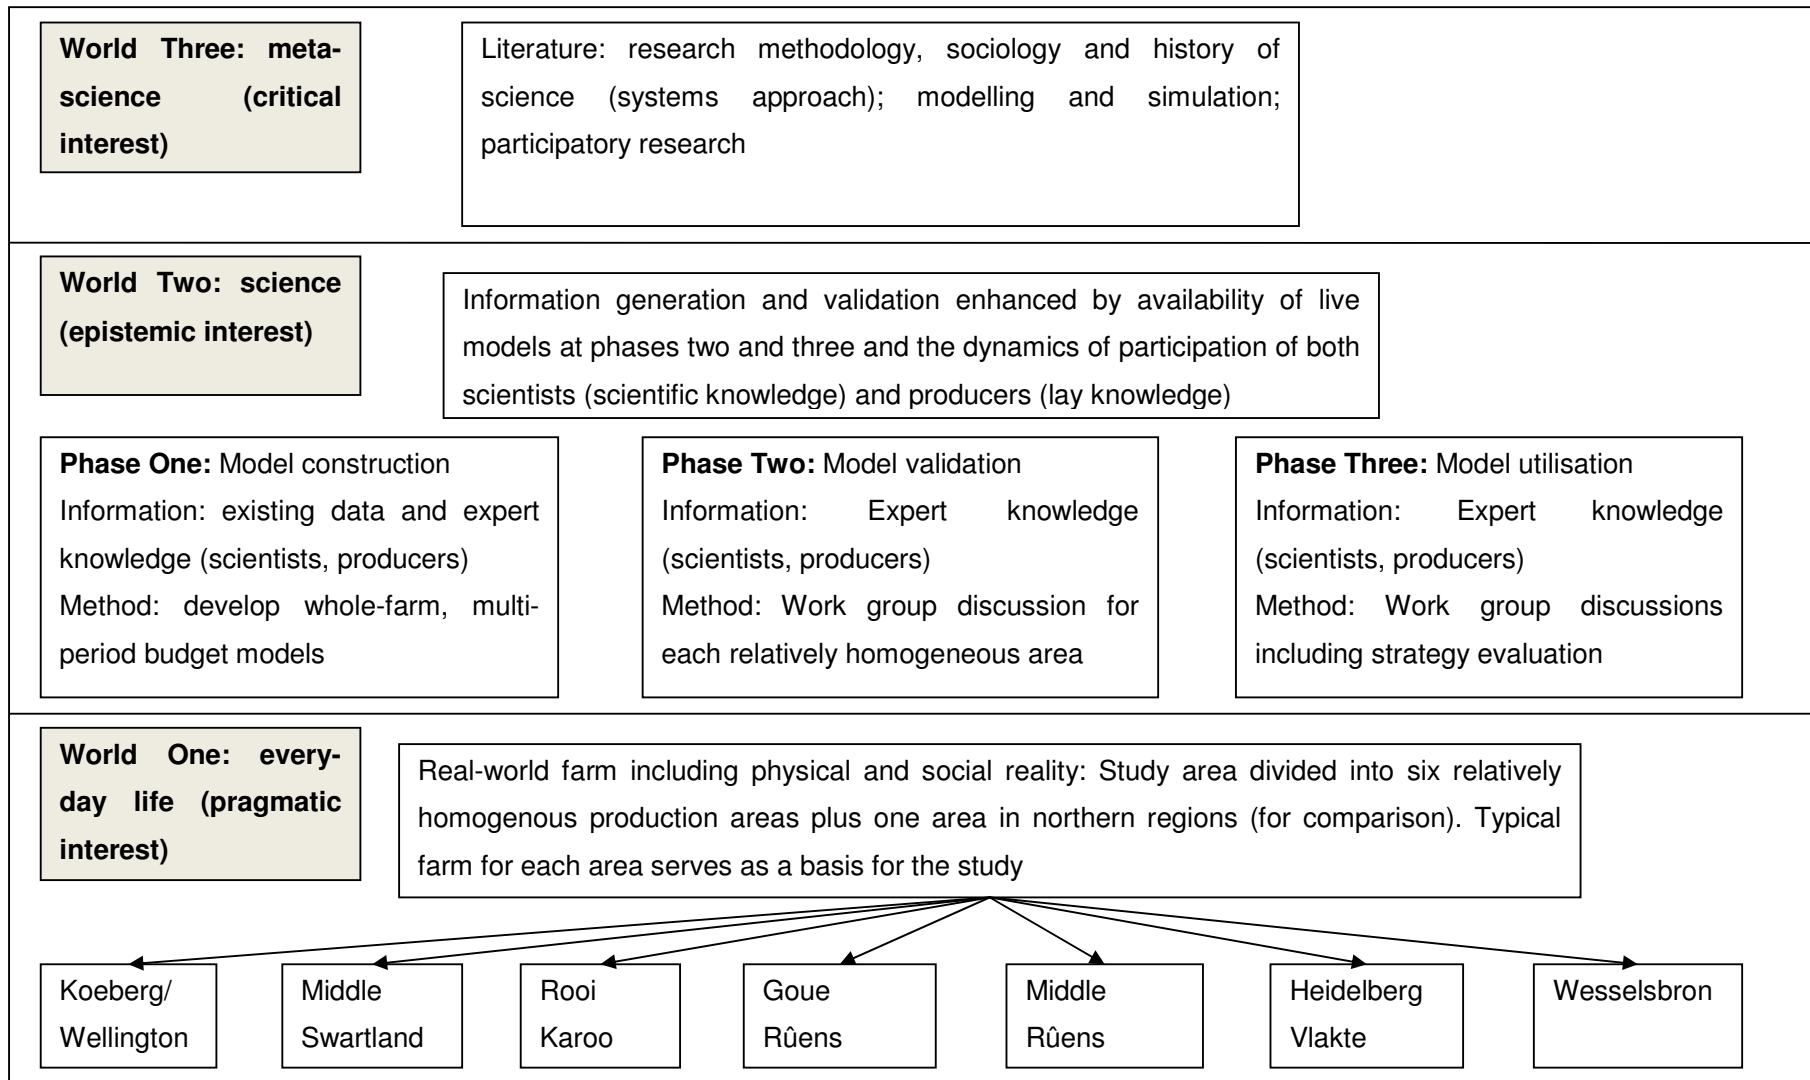 World Three: meta-
science (critical
interest)
Literature: research methodology, sociology and history of
science (systems approach); modelling and simulation;
participatory research
World Two: science
(epistemic interest)
Information generation and validation enhanced by availability of live
models at phases two and three and the dynamics of participation of both
scientists (scientific knowledge) and producers (lay knowledge)
Phase One: Model construction
Information: existing data and expert
knowledge (scientists, producers)
Method: develop whole-farm, multi-
period budget models
Phase Two: Model validation
Information: Expert knowledge
(scientists, producers)
Method: Work group discussion for
each relatively homogeneous area
Phase Three: Model utilisation
Information: Expert knowledge
(scientists, producers)
Method: Work group discussions
including strategy evaluation
World One: every-
day life (pragmatic
interest)
Real-world farm including physical and social reality: Study area divided into six relatively
homogenous production areas plus one area in northern regions (for comparison). Typical
farm for each area serves as a basis for the study
Koeberg/
Wellington
Middle
Swartland
Rooi
Karoo
Goue
Rûens
Middle
Rûens
Heidelberg
Vlakte
Wesselsbron